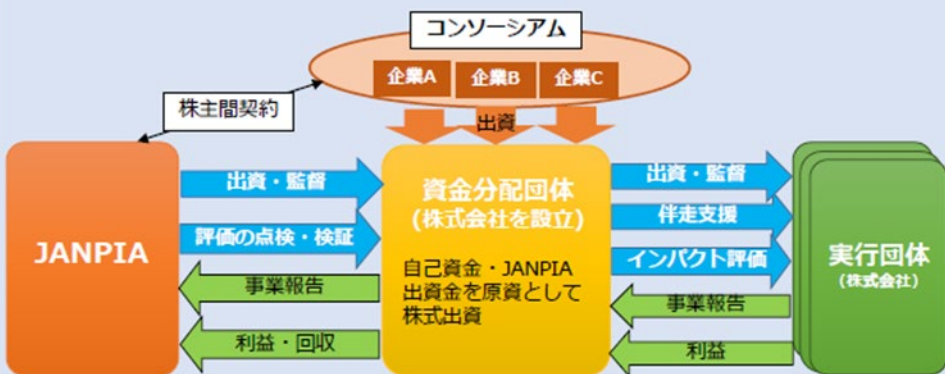 コンソーシアム
企業A
企業B
企業C
株主間契約
出資
JANPIA
出資・監督
評価の点検・検証
事業報告
利益・回収
資金分配団体
(株式会社を設立)
自己資金・JANPIA
出資金を原資として
株式出資
出資・監督
伴走支援
インパクト評価
事業報告
利益
実行団体
(株式会社)